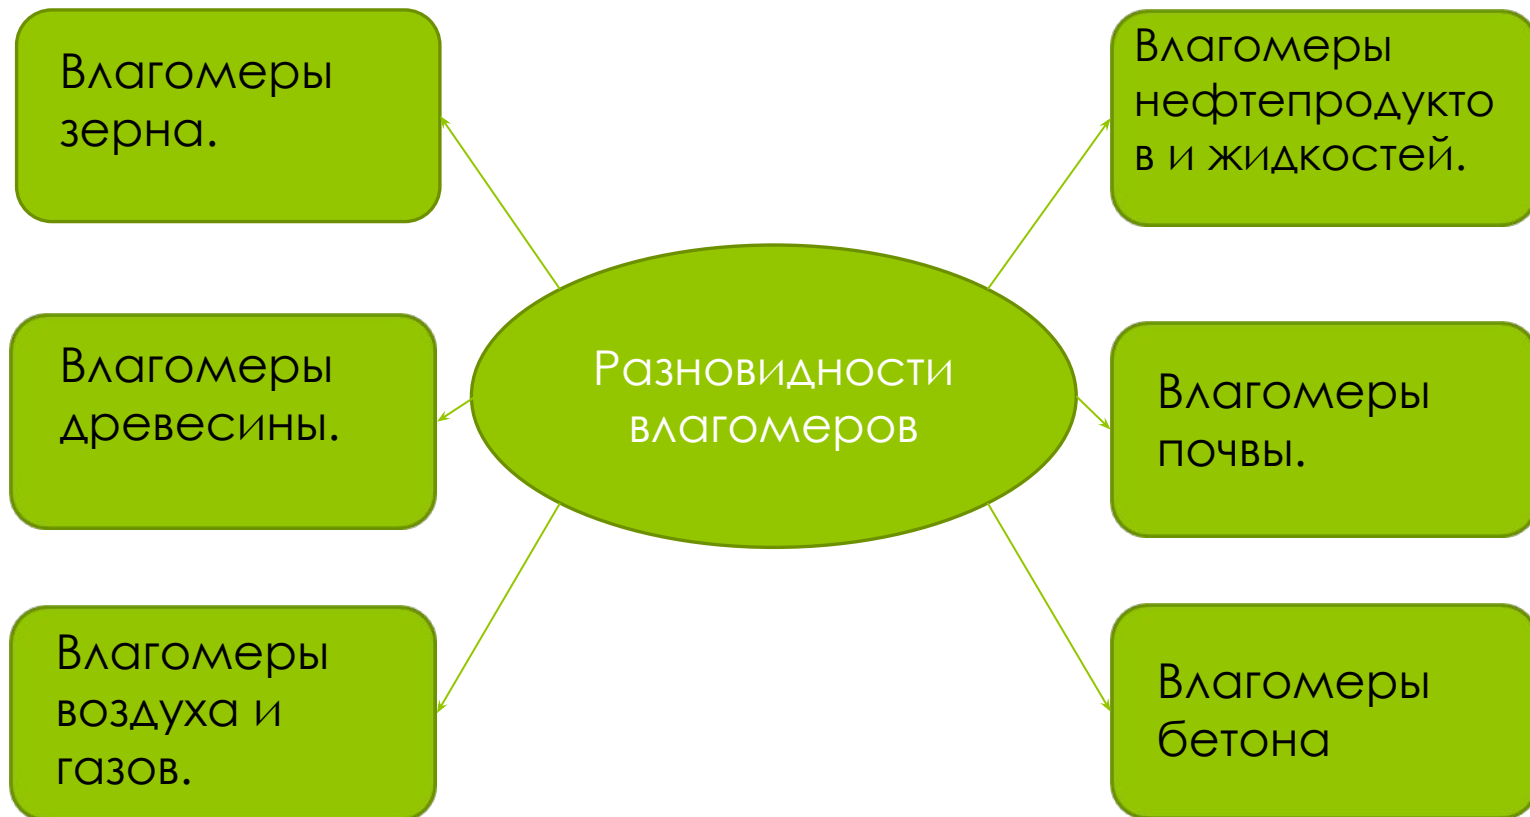 Влагомеры
зерна.
Влагомеры
нефтепродукто
в и жидкостей.
Разновидности
влагомеров
Влагомеры
древесины.
Влагомеры
почвы.
Влагомеры
воздуха и
газов.
Влагомеры
бетона